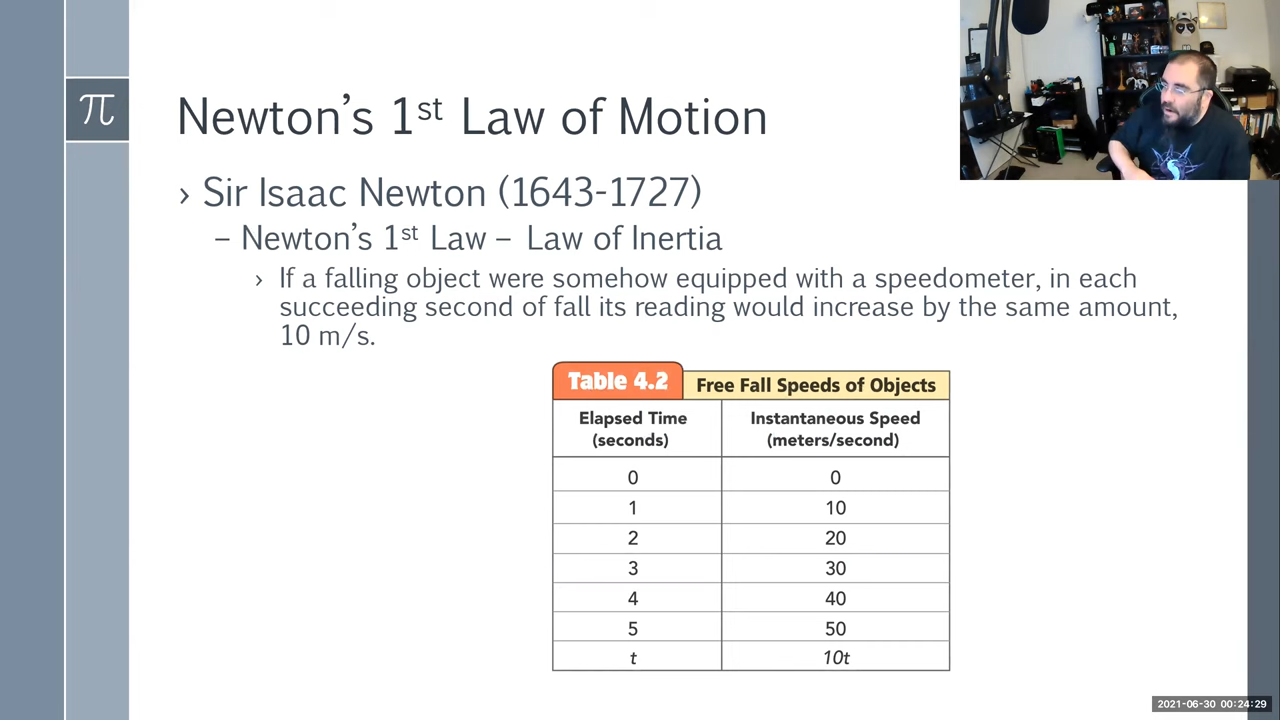 π
Newton’s 1st Law of Motion
› Sir Isaac Newton (1643-1727)
– Newton’s 1st Law – Law of Inertia
› If a falling object were somehow equipped with a speedometer, in each
succeeding second of fall its reading would increase by the same amount,
10 m/s.
Table 4.2 Free Fall Speeds of Objects
Elapsed Time Instantaneous Speed
(seconds) (meters/second)
0 0
1 10
2 20
3 30
4 40
5 50
t 10t
2021-06-30 00:24:29